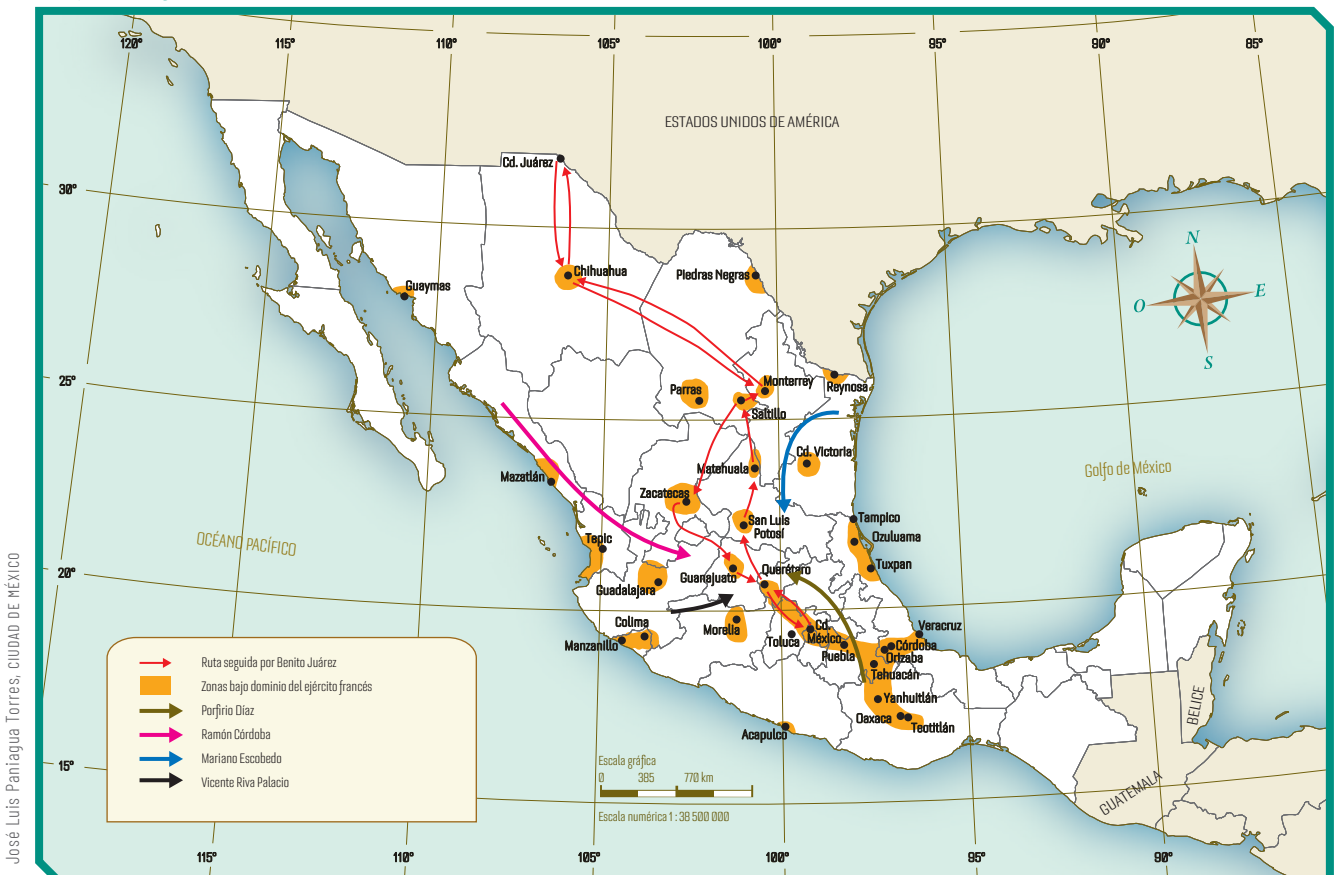 120°
115°
110°
105°
100°
95°
90°
85°
ESTADOS UNIDOS DE AMÉRICA
Cd. Juárez
30°
N
Chihuahua
Piedras Negras
Guaymas
O
E
S
25°
Monterrey
Reynosa
Parras
Saltillo
Cd. Victoria
Matehuala
Golfo de México
Mazatlán
Zacatecas
San Luis
Potosí
Tampico
Ozuluama
OCÉANO PACÍFICO
Tepic
Tuxpan
20°
Guanajuato
Querétaro
Guadalajara
Colima
Morelia
Cd.
México
Veracruz
Manzanillo
Toluca
Puebla
Córdoba
Orizaba
Tehuacán
Yanhuitlán
Oaxaca
Teotitlán
Acapulco
BELICE
GUATEMALA
15°
Ruta seguida por Benito Juárez
Zonas bajo dominio del ejército francés
Porfirio Díaz
Ramón Córdoba
Mariano Escobedo
Vicente Riva Palacio
Escala gráfica
0 385 770 km
Escala numérica 1 : 38 500 000
115°
110°
105°
100°
95°
90°
José Luis Paniagua Torres, CIUDAD DE MÉXICO